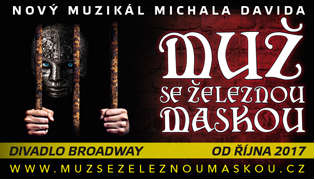 NOVÝ MUZIKÁL MICHALA DAVIDA
MUŽ
SE ŽELEZNOU
MASKOU
DIVADLO BROADWAY OD ŘÍJNA 2017
WWW.MUZSEZELEZNOUMASKOU.CZ